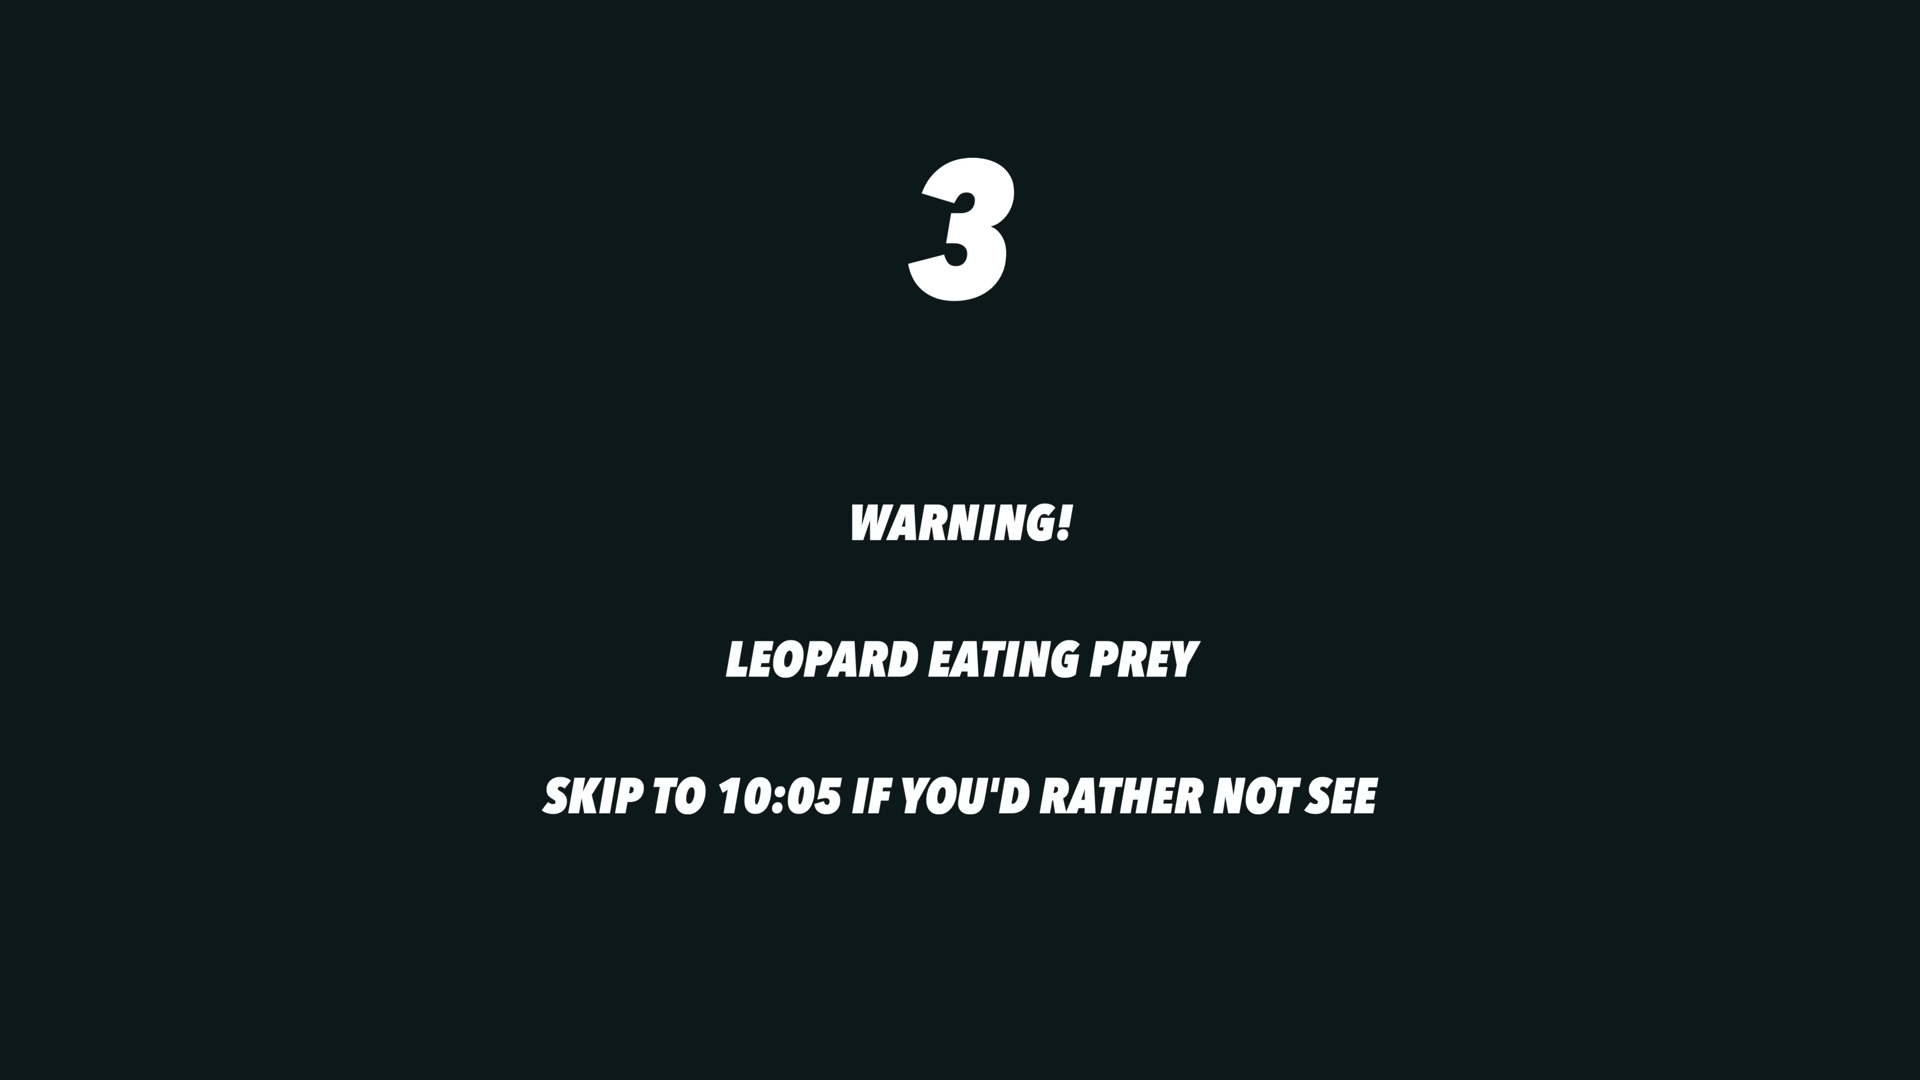 3
WARNING!
LEOPARD EATING PREY
SKIP TO 10:05 IF YOU'D RATHER NOT SEE